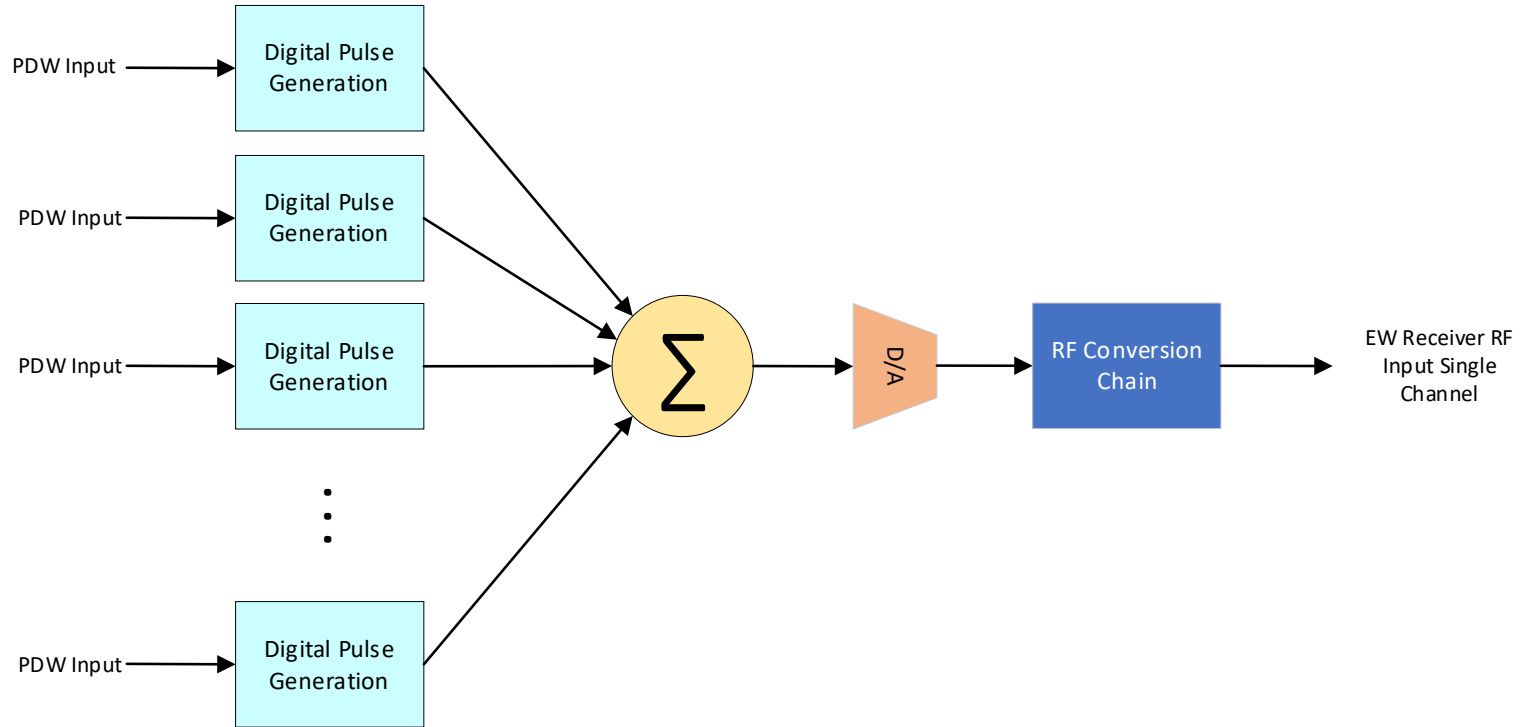 PDW Input
Digital Pulse
Generation
PDW Input
Digital Pulse
Generation
PDW Input
Digital Pulse
Generation
∑
D/A
RF Conversion
Chain
EW Receiver RF
Input Single
Channel
PDW Input
Digital Pulse
Generation